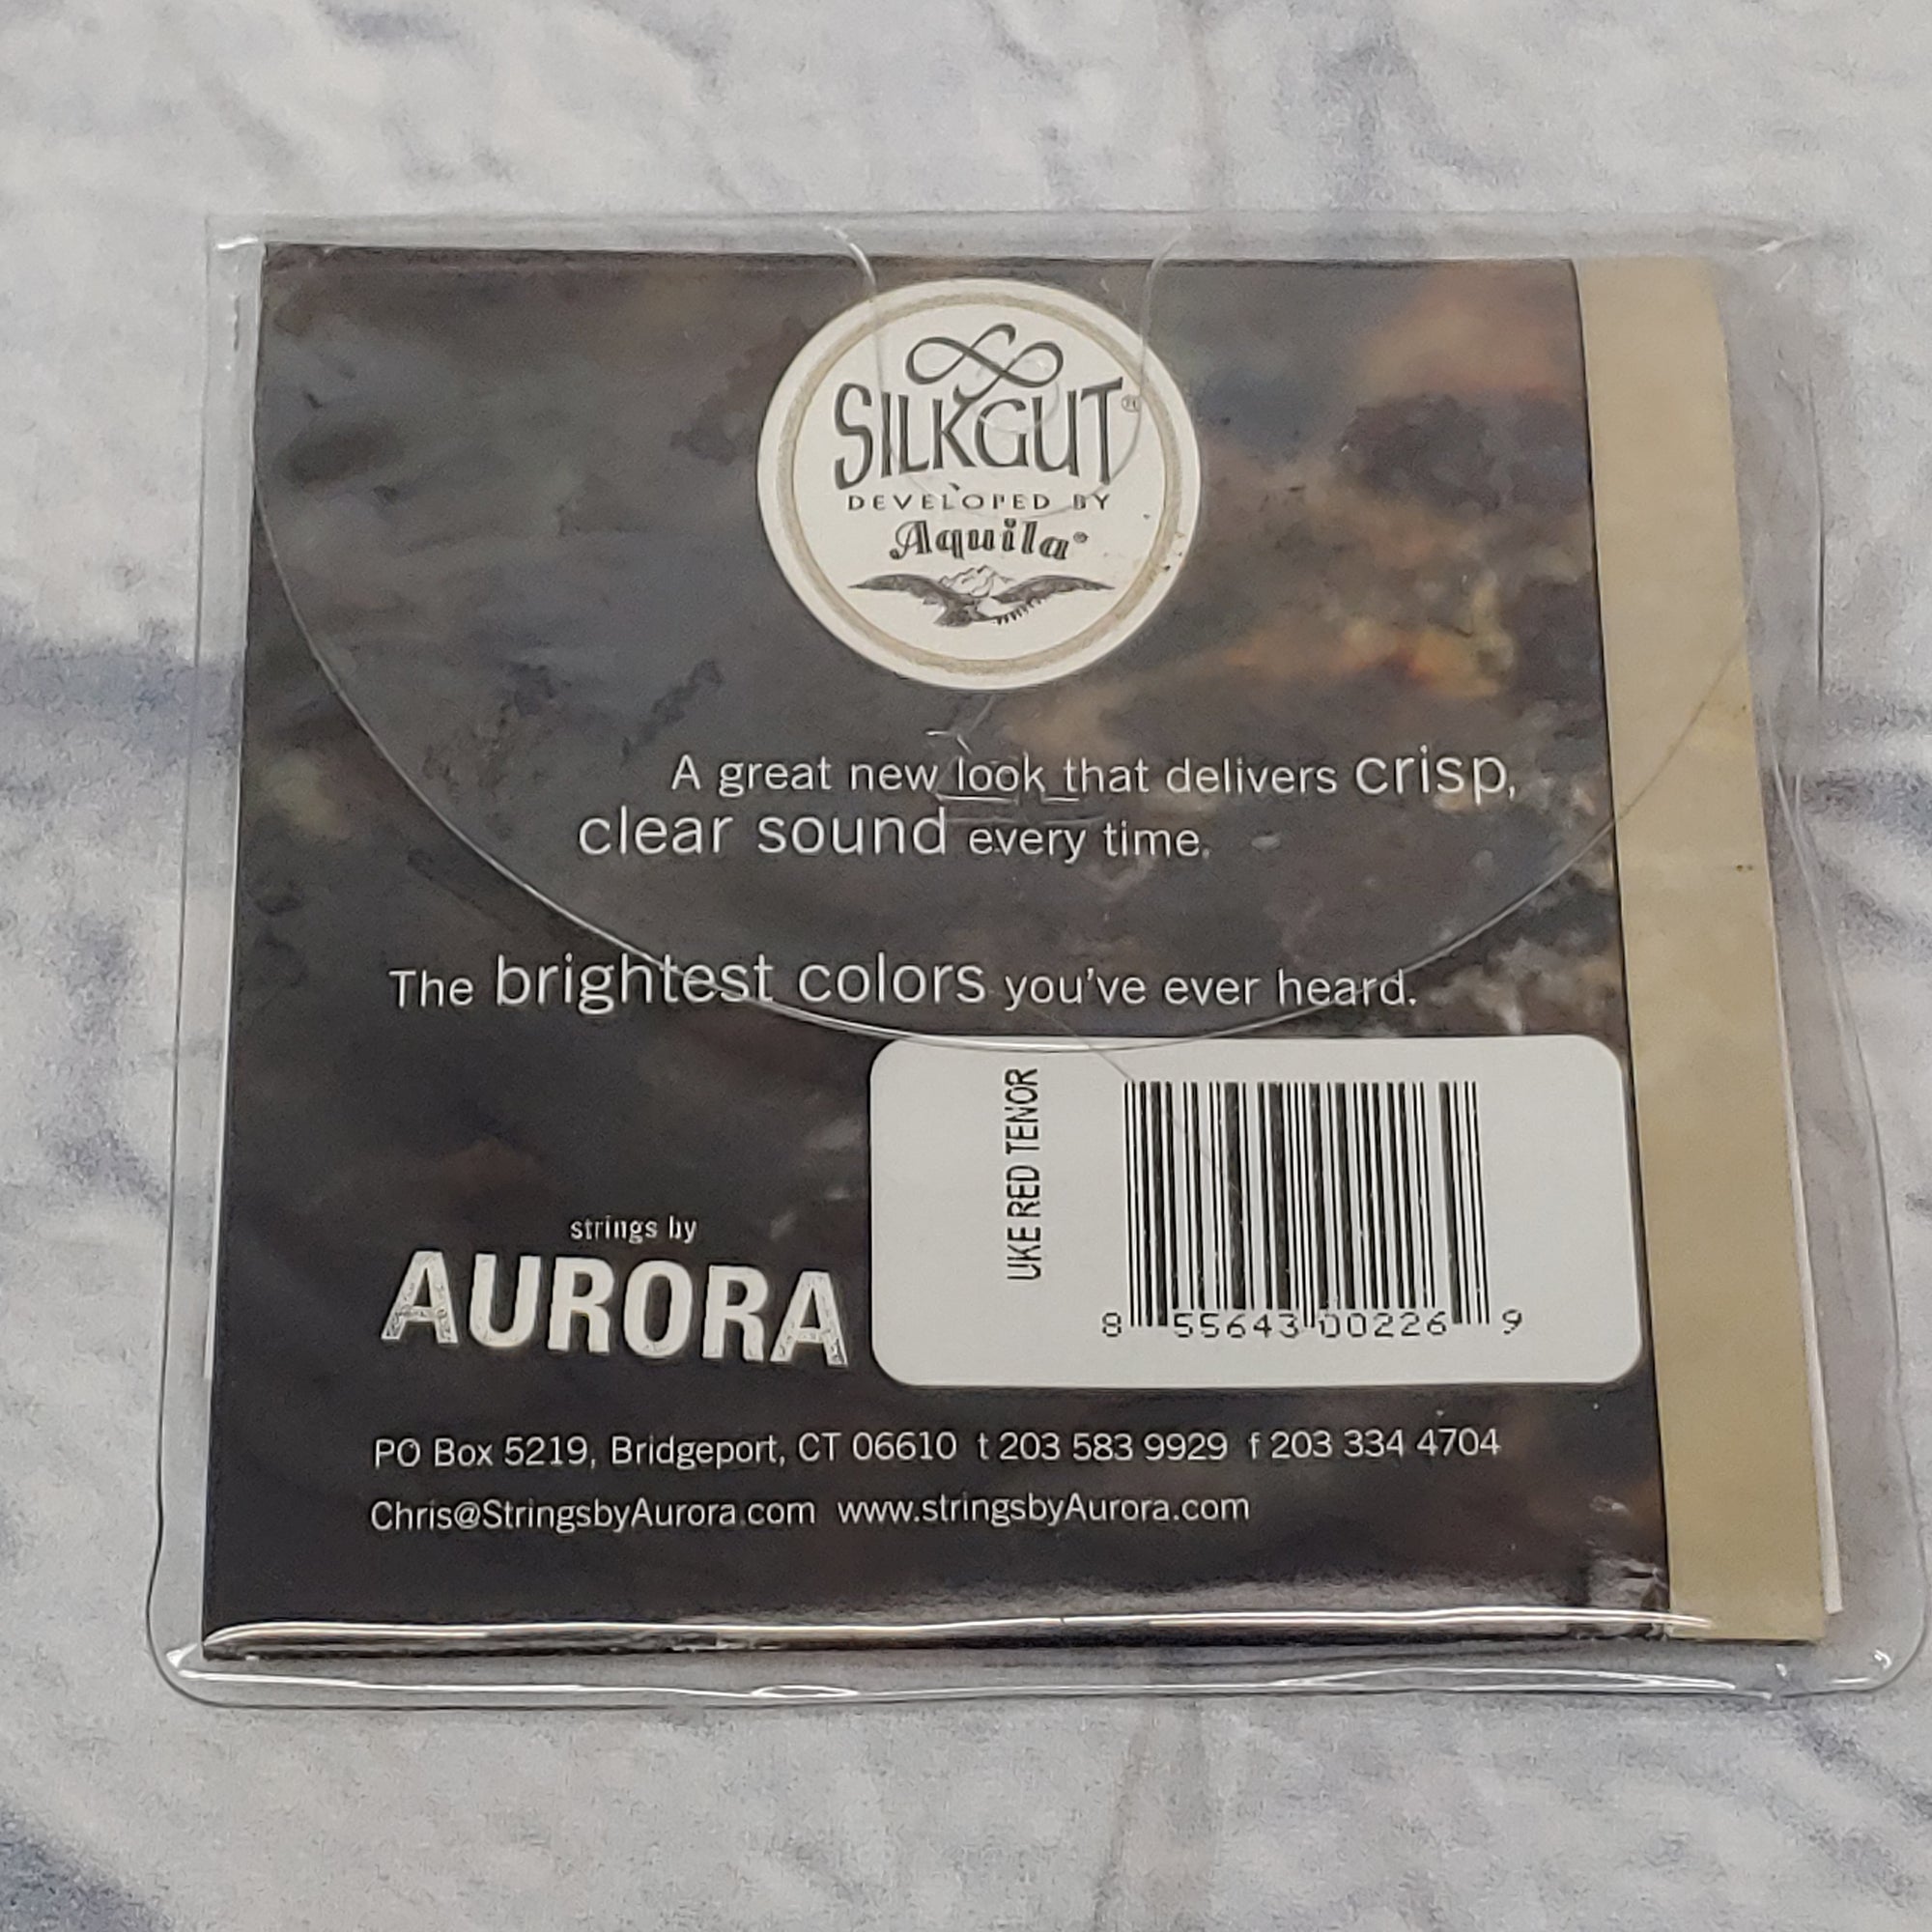 SILKGUT®
DEVELOPED BY
Aquila®
A great new look that delivers crisp,
clear sound every time.
The brightest colors you've ever heard.
UKE RED TENOR
8 55643 00226 9
strings by
AURORA
PO Box 5219, Bridgeport, CT 06610 t 203 583 9929 f 203 334 4704
Chris@StringsbyAurora.com www.stringsbyAurora.com